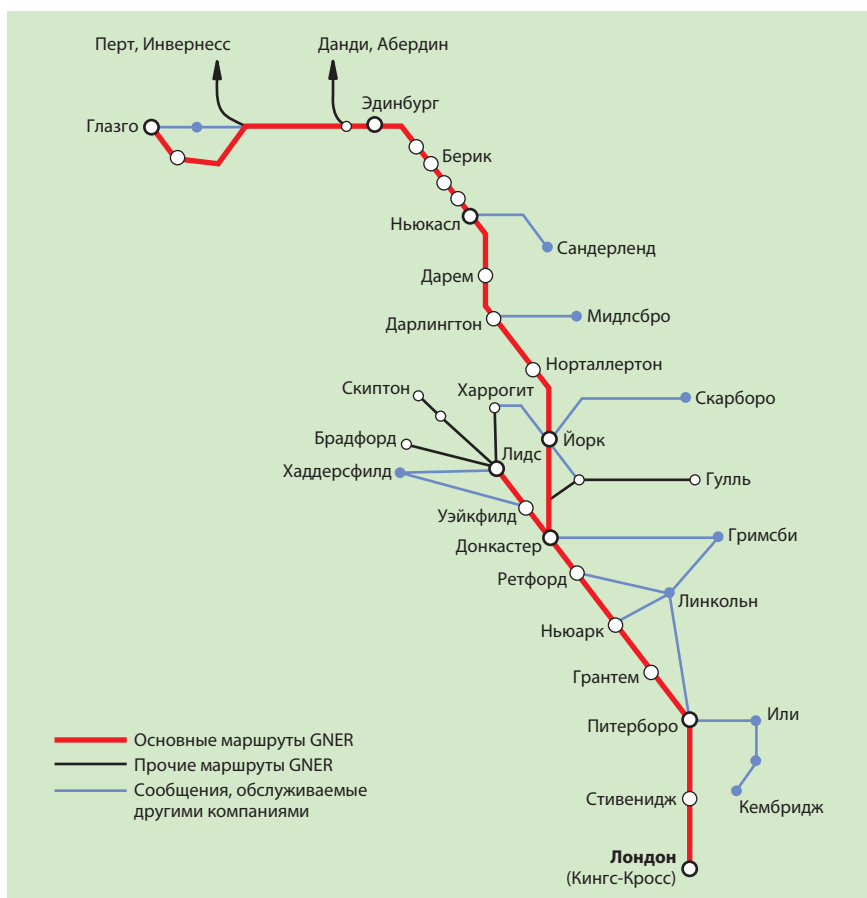 Перт, Инвернесс
Данди, Абердин
Эдинбург
Глазго
Берик
Ньюкасл
Сандерленд
Дарем
Дарлингтон
Мидлсбро
Норталлертон
Скиптон
Харрогит
Скарборо
Брадфорд
Лидс
Йорк
Хаддерсфилд
Гулль
Уэйкфилд
Донкастер
Гримсби
Ретфорд
Линкольн
Ньюарк
Грантем
Питерборо
Или
Основные маршруты GNER
Прочие маршруты GNER
Сообщения, обслуживаемые
другими компаниями
Стивенидж
Кембридж
Лондон
(Кингс-Кросс)